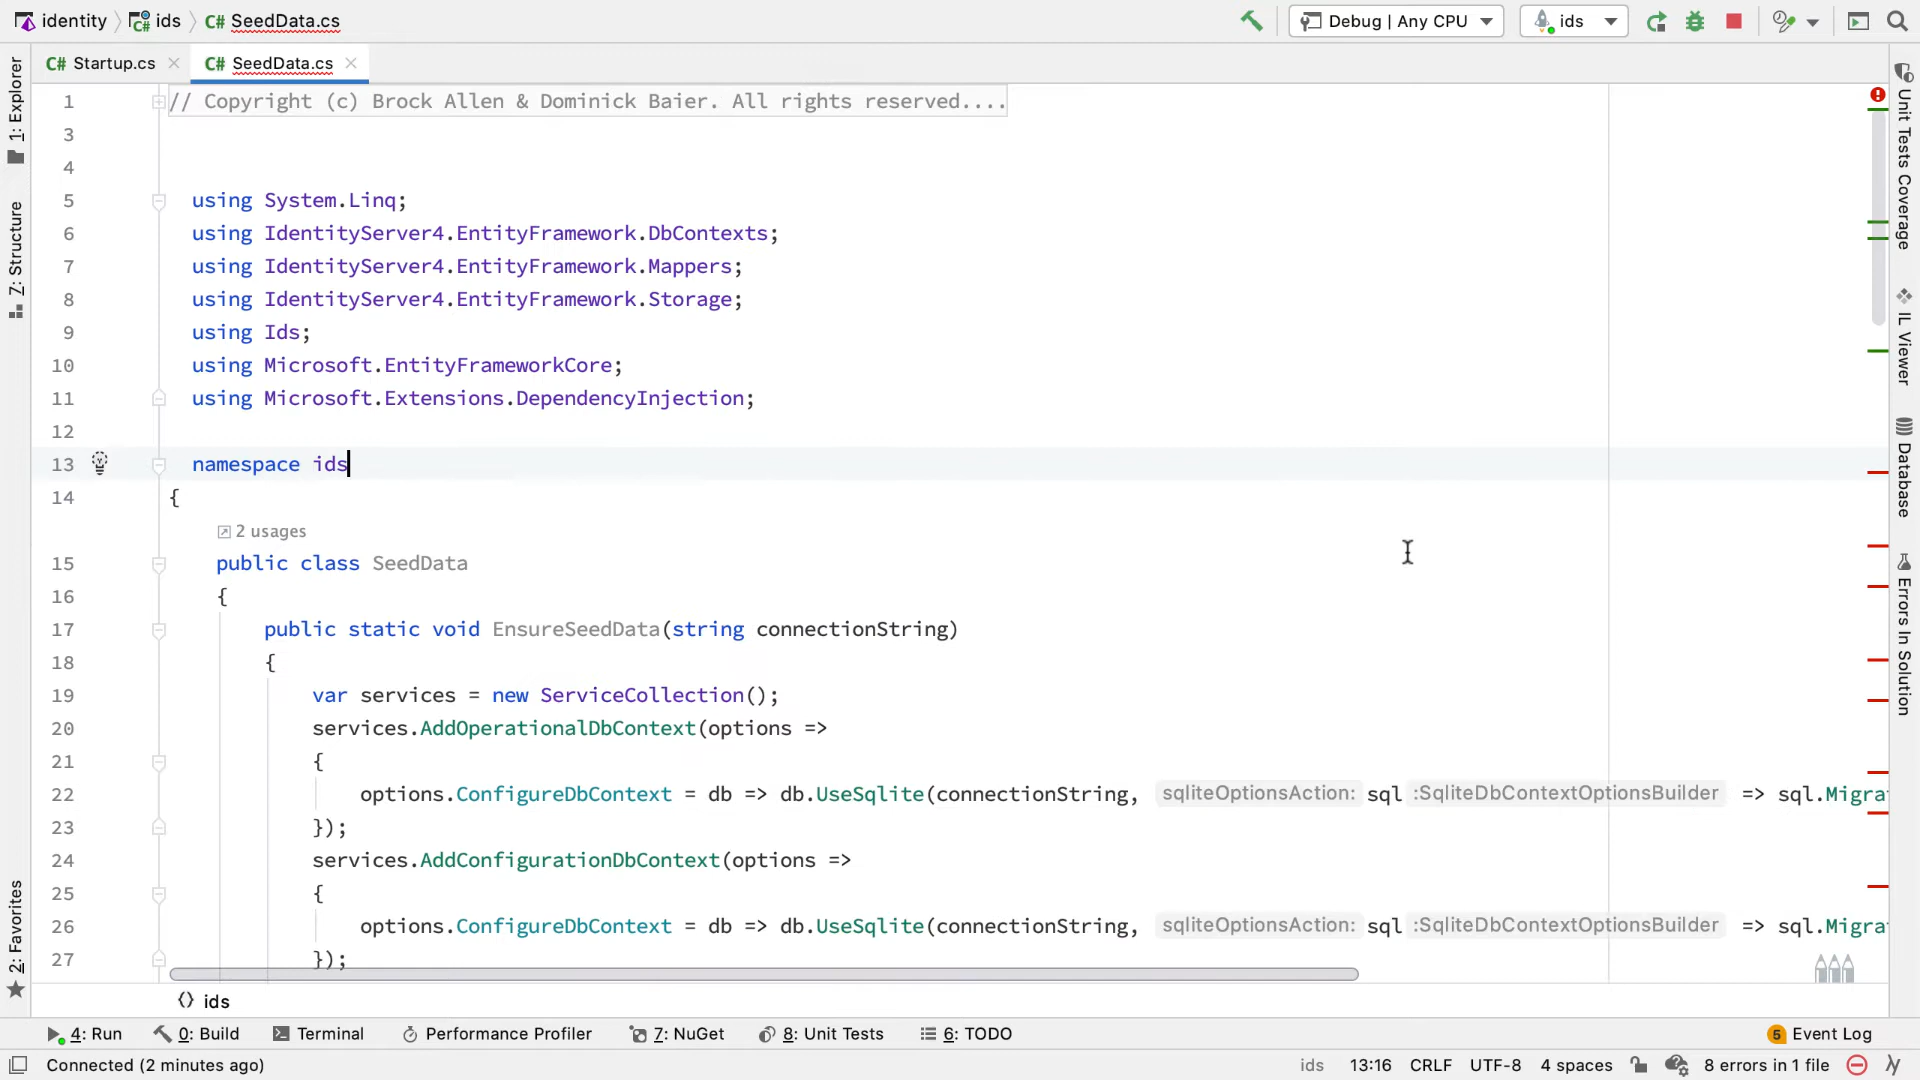 identity ids C# SeedData.cs Debug | Any CPU ids
C# Startup.cs C# SeedData.cs
1: Explorer
Z: Structure
2: Favorites
1 // Copyright (c) Brock Allen & Dominick Baier. All rights reserved....
3
4
5 using System.Linq;
6 using IdentityServer4.EntityFramework.DbContexts;
7 using IdentityServer4.EntityFramework.Mappers;
8 using IdentityServer4.EntityFramework.Storage;
9 using Ids;
10 using Microsoft.EntityFrameworkCore;
11 using Microsoft.Extensions.DependencyInjection;
12
13 namespace ids
14 {
2 usages
15 public class SeedData
16 {
17 public static void EnsureSeedData(string connectionString)
18 {
19 var services = new ServiceCollection();
20 services.AddOperationalDbContext(options =>
21 {
22 options.ConfigureDbContext = db => db.UseSqlite(connectionString, sqliteOptionsAction: sql :SqliteDbContextOptionsBuilder => sql.Migra
23 });
24 services.AddConfigurationDbContext(options =>
25 {
26 options.ConfigureDbContext = db => db.UseSqlite(connectionString, sqliteOptionsAction: sql :SqliteDbContextOptionsBuilder => sql.Migra
27 });
Unit Tests Coverage
IL Viewer
Database
Errors In Solution
ids
4: Run 0: Build Terminal Performance Profiler 7: NuGet 8: Unit Tests 6: TODO 5 Event Log
Connected (2 minutes ago) ids 13:16 CRLF UTF-8 4 spaces 8 errors in 1 file